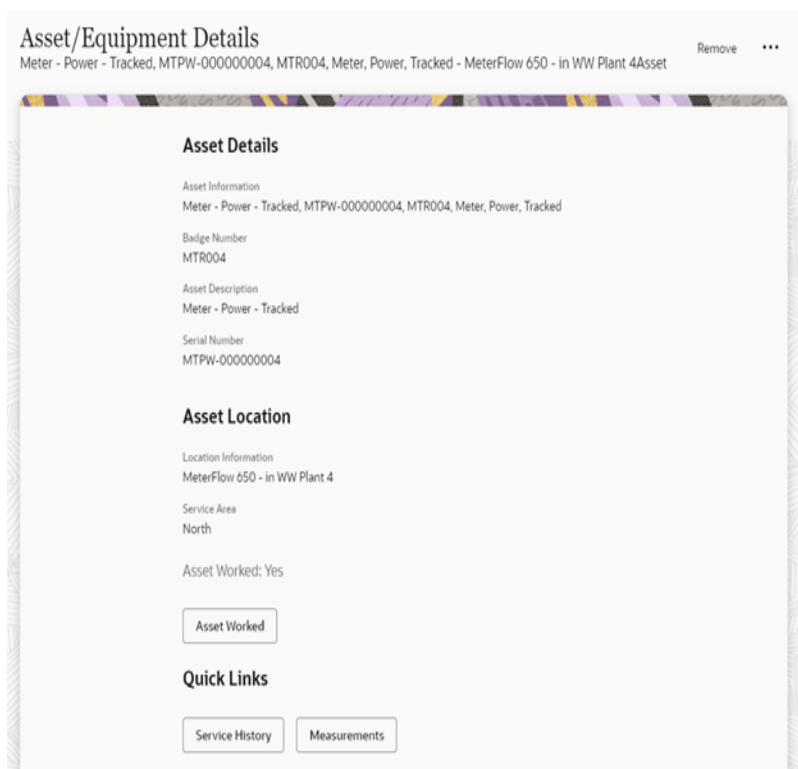 Asset/Equipment Details
Remove
Meter - Power - Tracked, MTPW-000000004, MTR004, Meter, Power, Tracked - MeterFlow 650 - in WW Plant 4Asset
Asset Details
Asset Information
Meter - Power - Tracked, MTPW-000000004, MTR004, Meter, Power, Tracked
Badge Number
MTR004
Asset Description
Meter - Power - Tracked
Serial Number
MTPW-000000004
Asset Location
Location Information
MeterFlow 650 - in WW Plant 4
Service Area
North
Asset Worked: Yes
Asset Worked
Quick Links
Service History Measurements